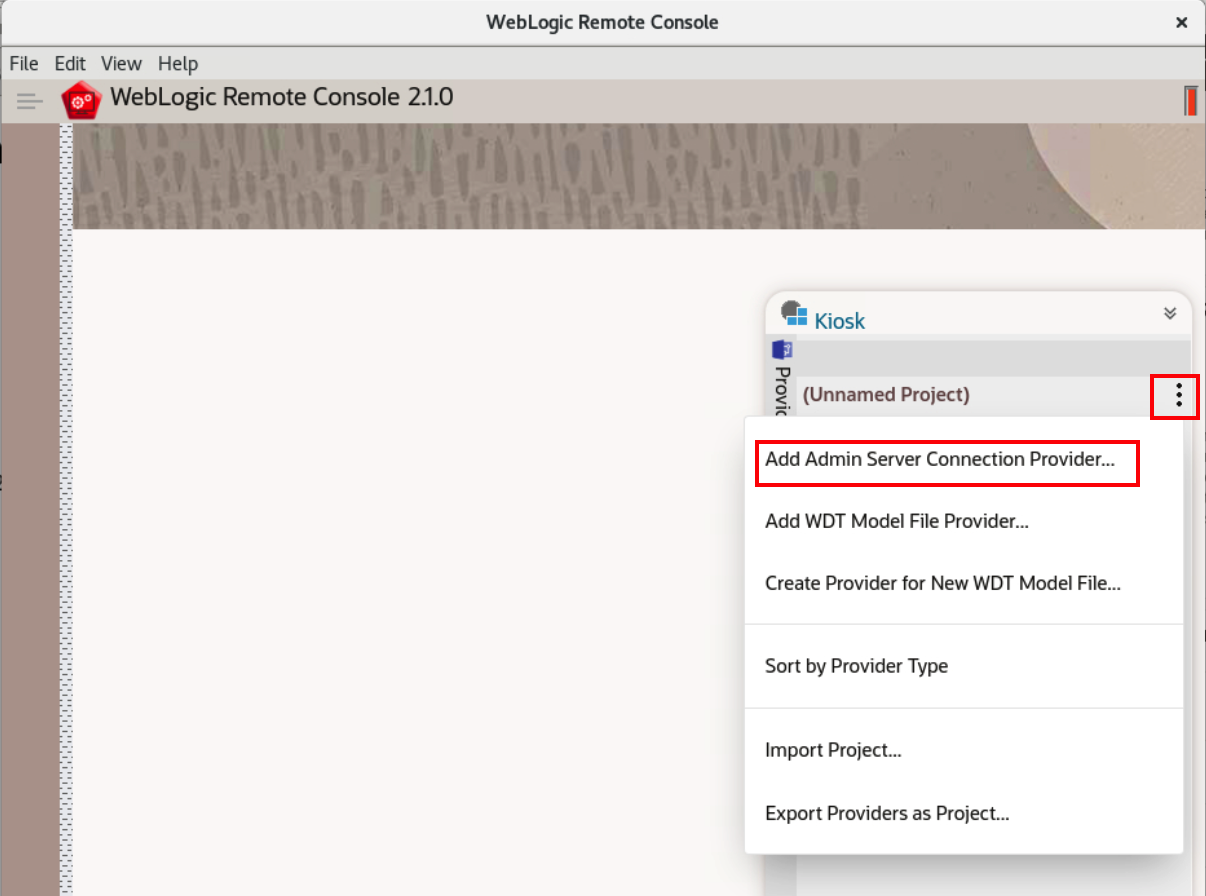 WebLogic Remote Console
File Edit View Help
WebLogic Remote Console 2.1.0
Kiosk
(Unnamed Project)
Add Admin Server Connection Provider...
Add WDT Model File Provider...
Create Provider for New WDT Model File...
Sort by Provider Type
Import Project...
Export Providers as Project...